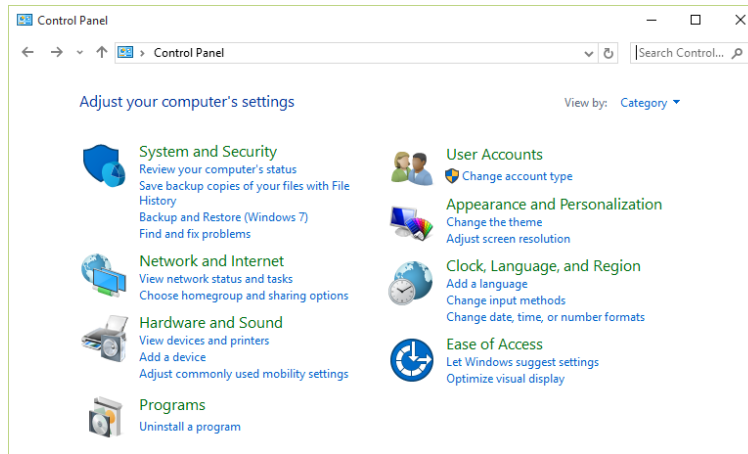 Control Panel
Control Panel
Search Control...
Adjust your computer's settings
View by: Category
System and Security
Review your computer's status
Save backup copies of your files with File
History
Backup and Restore (Windows 7)
Find and fix problems
Network and Internet
View network status and tasks
Choose homegroup and sharing options
Hardware and Sound
View devices and printers
Add a device
Adjust commonly used mobility settings
Programs
Uninstall a program
User Accounts
Change account type
Appearance and Personalization
Change the theme
Adjust screen resolution
Clock, Language, and Region
Add a language
Change input methods
Change date, time, or number formats
Ease of Access
Let Windows suggest settings
Optimize visual display